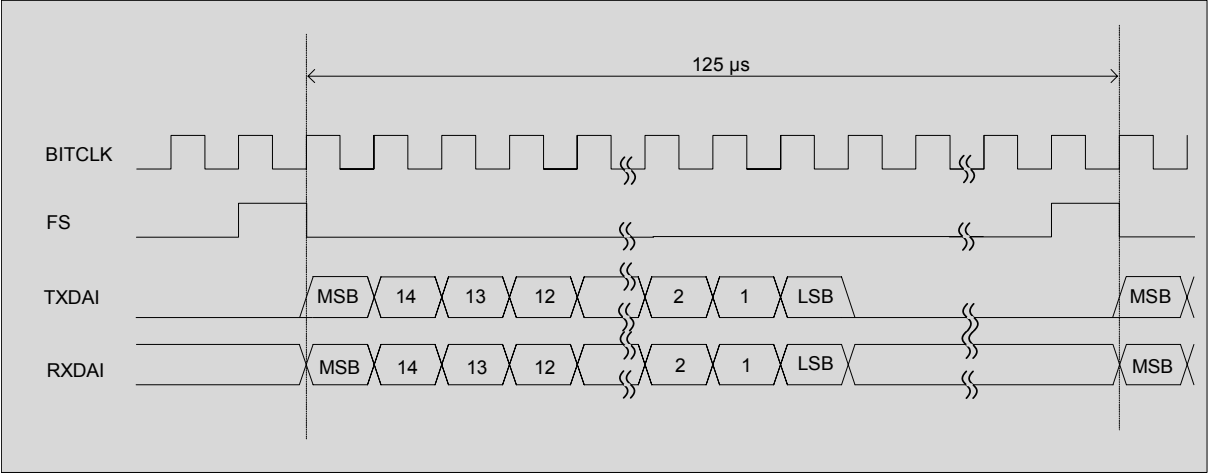 125 µs
BITCLK
FS
TXDAI MSB 14 13 12 2 1 LSB MSB
RXDAI MSB 14 13 12 2 1 LSB MSB